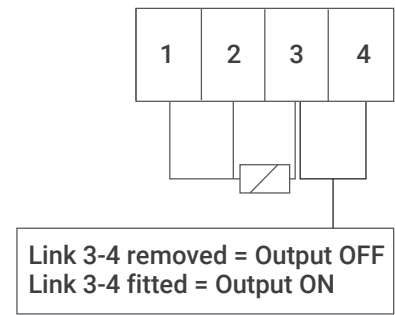 1 2 3 4
Link 3-4 removed = Output OFF
Link 3-4 fitted = Output ON